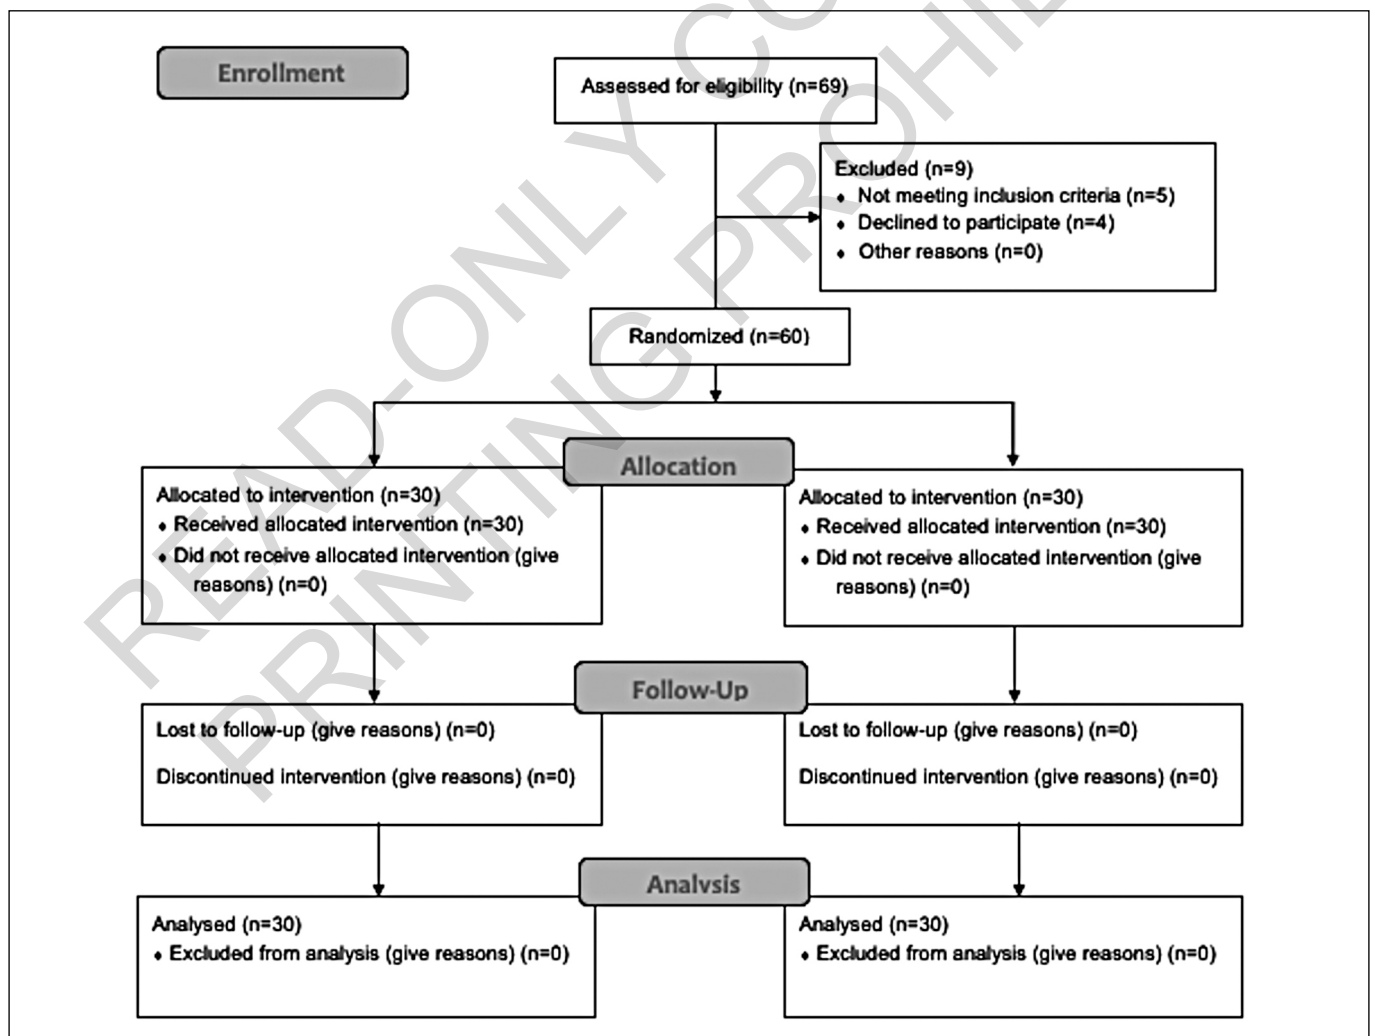 Enrollment
Assessed for eligibility (n=69)
Excluded (n=9)
♦ Not meeting inclusion criteria (n=5)
♦ Declined to participate (n=4)
♦ Other reasons (n=0)
Randomized (n=60)
Allocation
Allocated to intervention (n=30)
♦ Received allocated intervention (n=30)
♦ Did not receive allocated intervention (give
reasons) (n=0)
Allocated to intervention (n=30)
♦ Received allocated intervention (n=30)
♦ Did not receive allocated intervention (give
reasons) (n=0)
Follow-Up
Lost to follow-up (give reasons) (n=0)
Discontinued intervention (give reasons) (n=0)
Lost to follow-up (give reasons) (n=0)
Discontinued intervention (give reasons) (n=0)
Analysis
Analysed (n=30)
♦ Excluded from analysis (give reasons) (n=0)
Analysed (n=30)
♦ Excluded from analysis (give reasons) (n=0)
READ-ONLY
PRINTING